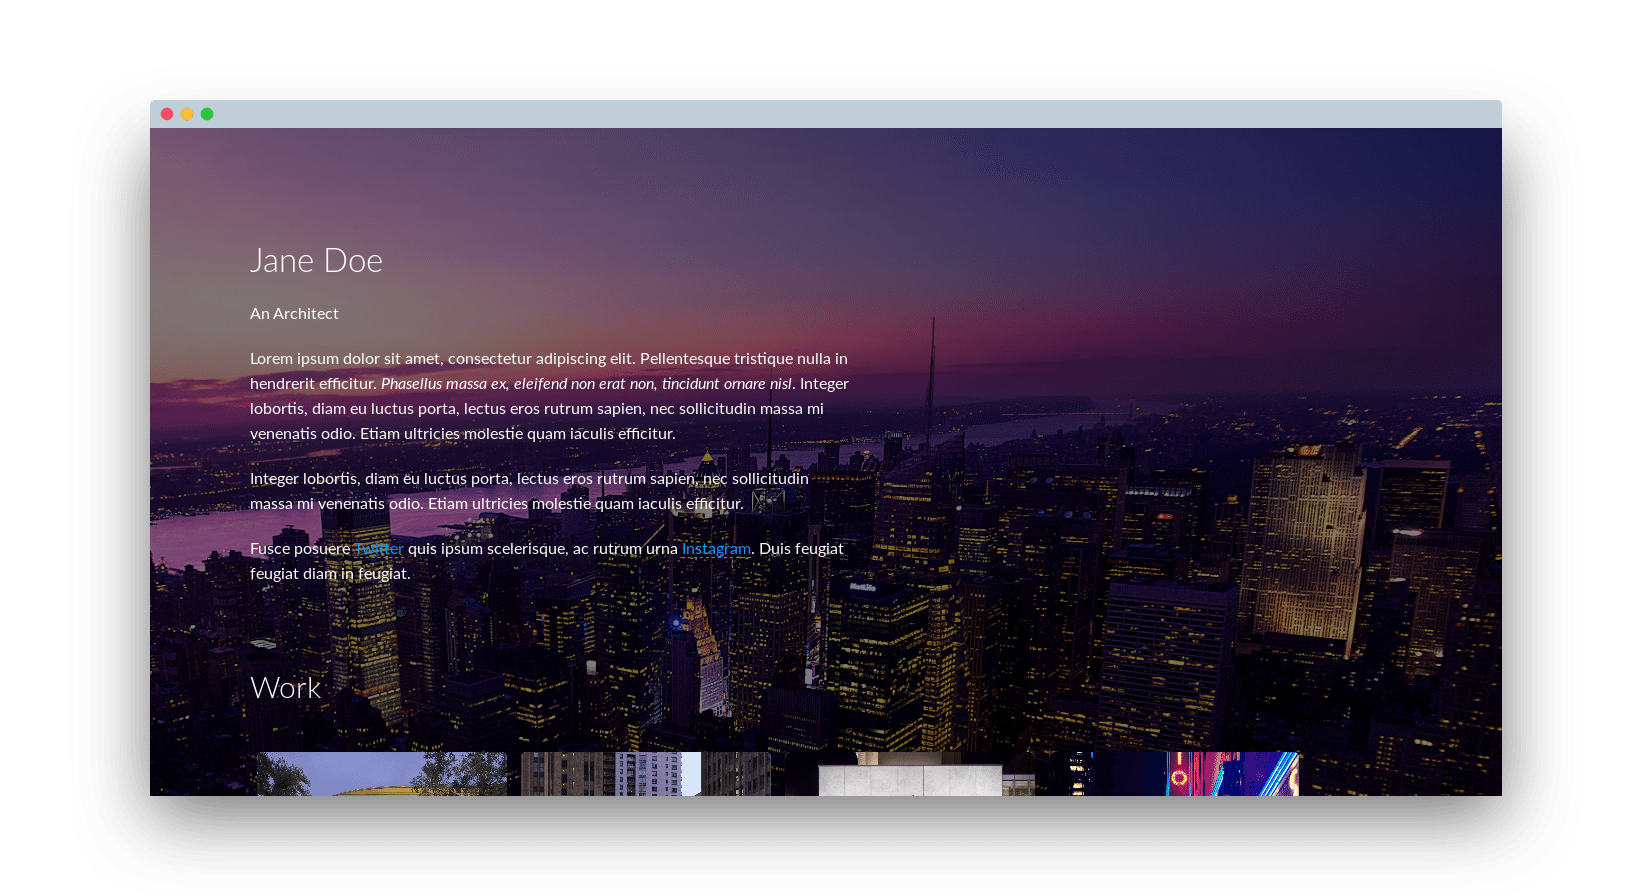 Jane Doe
An Architect
Lorem ipsum dolor sit amet, consectetur adipiscing elit. Pellentesque tristique nulla in
hendrerit efficitur. Phasellus massa ex, eleifend non erat non, tincidunt ornare nisl. Integer
lobortis, diam eu luctus porta, lectus eros rutrum sapien, nec sollicitudin massa mi
venenatis odio. Etiam ultricies molestie quam iaculis efficitur.
Integer lobortis, diam eu luctus porta, lectus eros rutrum sapien, nec sollicitudin
massa mi venenatis odio. Etiam ultricies molestie quam iaculis efficitur.
Fusce posuere Twitter quis ipsum scelerisque, ac rutrum urna Instagram. Duis feugiat
feugiat diam in feugiat.
MetLife
Work